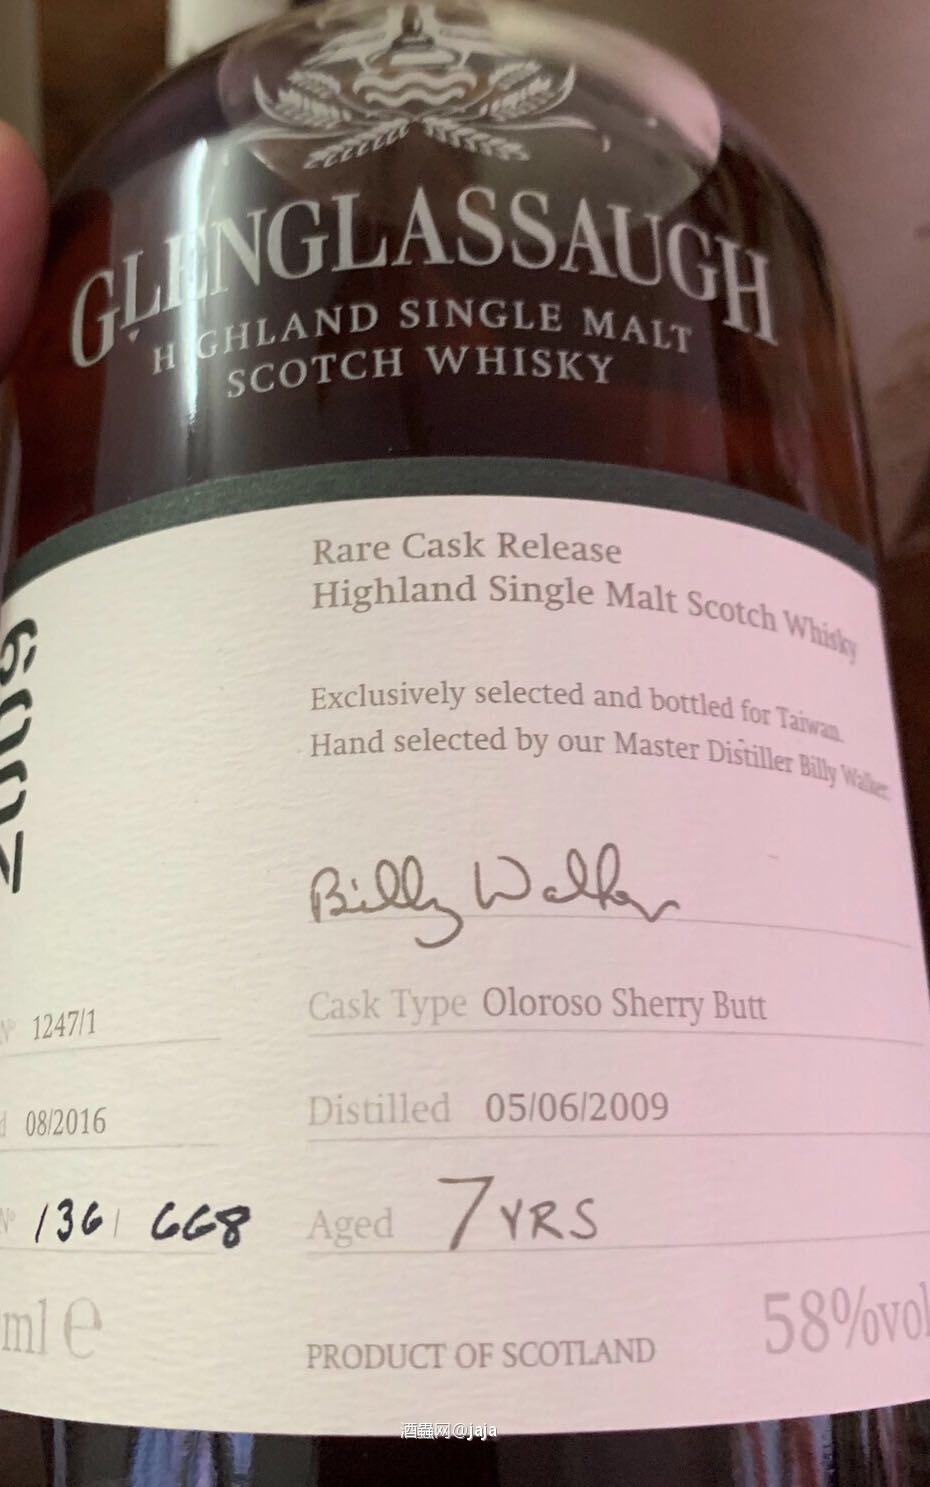 GLENGLASSAUGH
HIGHLAND SINGLE MALT
SCOTCH WHISKY
Rare Cask Release
Highland Single Malt Scotch Whisky
Exclusively selected and bottled for Taiwan.
Hand selected by our Master Distiller Billy Walker.
2009
Billy Walker
Nº 1247/1
Cask Type Oloroso Sherry Butt
08/2016
Distilled 05/06/2009
Nº 136/ 668
Aged 7 YRS
ml e
PRODUCT OF SCOTLAND
58%vol
酒蟲网@jaja